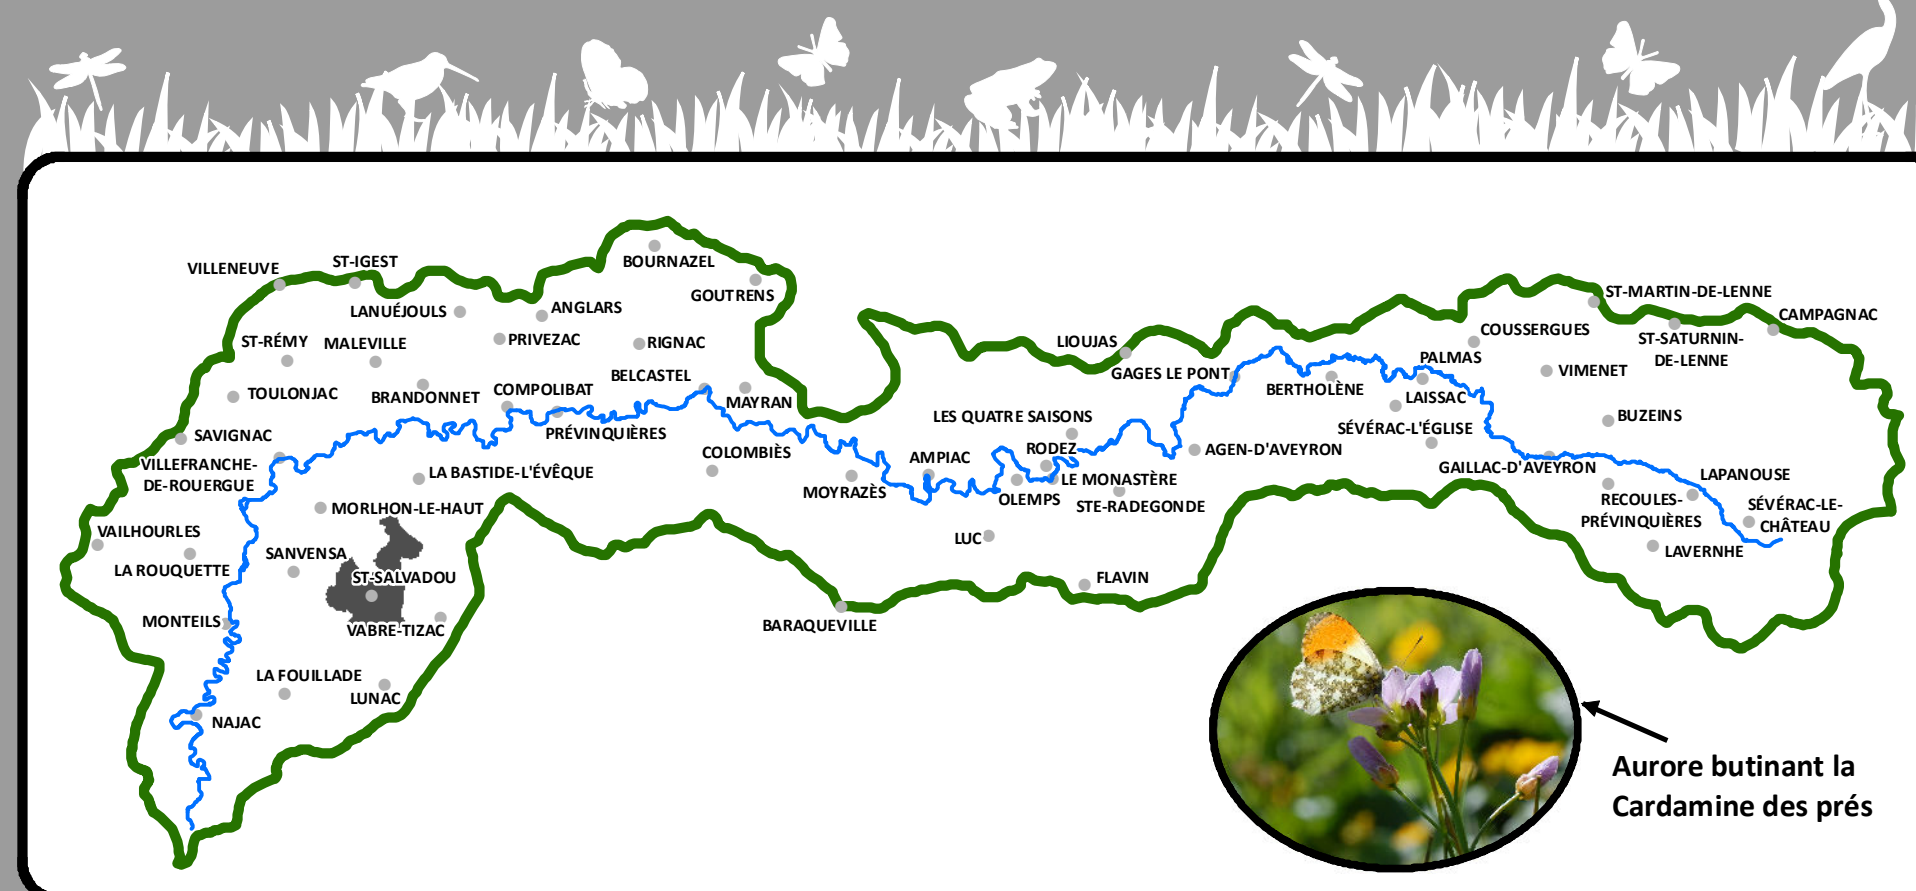 VILLENEUVE
ST-IGEST
BOURNAZEL
GOUTRENS
LANUÉJOULS
ANGLARS
ST-RÉMY
MALEVILLE
PRIVEZAC
RIGNAC
TOULONJAC
BRANDONNET
COMPOLIBAT
BELCASTEL
MAYRAN
SAVIGNAC
PRÉVINQUIÈRES
VILLEFRANCHE-
DE-ROUERGUE
LA BASTIDE-L'ÉVÊQUE
COLOMBIÈS
MOYRAZÈS
MORLHON-LE-HAUT
VAILHOURLES
LA ROUQUETTE
SANVENSA
ST-SALVADOU
MONTEILS
VABRE-TIZAC
LA FOUILLADE
LUNAC
NAJAC
BARAQUEVILLE
LIOUJAS
GAGES LE PONT
LES QUATRE SAISONS
AMPIAC
RODEZ
LE MONASTÈRE
OLEMPS
STE-RADEGONDE
LUC
FLAVIN
AGEN-D'AVEYRON
BERTHOLÈNE
PALMAS
LAISSAC
SÉVÉRAC-L'ÉGLISE
GAILLAC-D'AVEYRON
COUSSERGUES
ST-MARTIN-DE-LENNE
ST-SATURNIN-
DE-LENNE
CAMPAGNAC
VIMENET
BUZEINS
LAPANOUSE
RECOULES-
PRÉVINQUIÈRES
SÉVÉRAC-LE-
CHÂTEAU
LAVERNHE
Aurore butinant la
Cardamine des prés